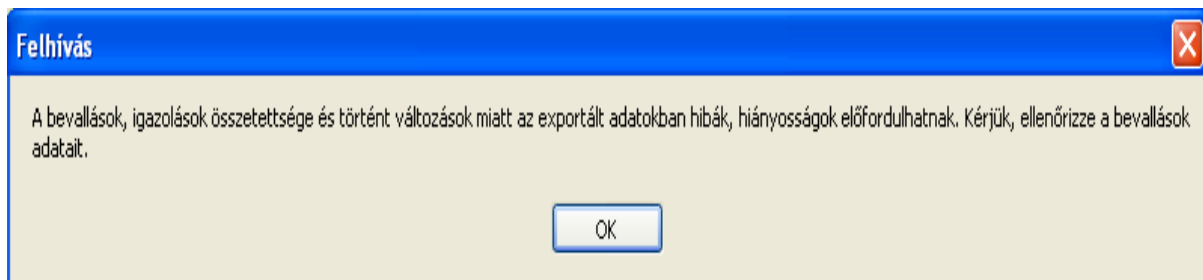 Felhívás
A bevallások, igazolások összetettsége és történt változások miatt az exportált adatokban hibák, hiányosságok előfordulhatnak. Kérjük, ellenőrizze a bevallások
adatait.
OK